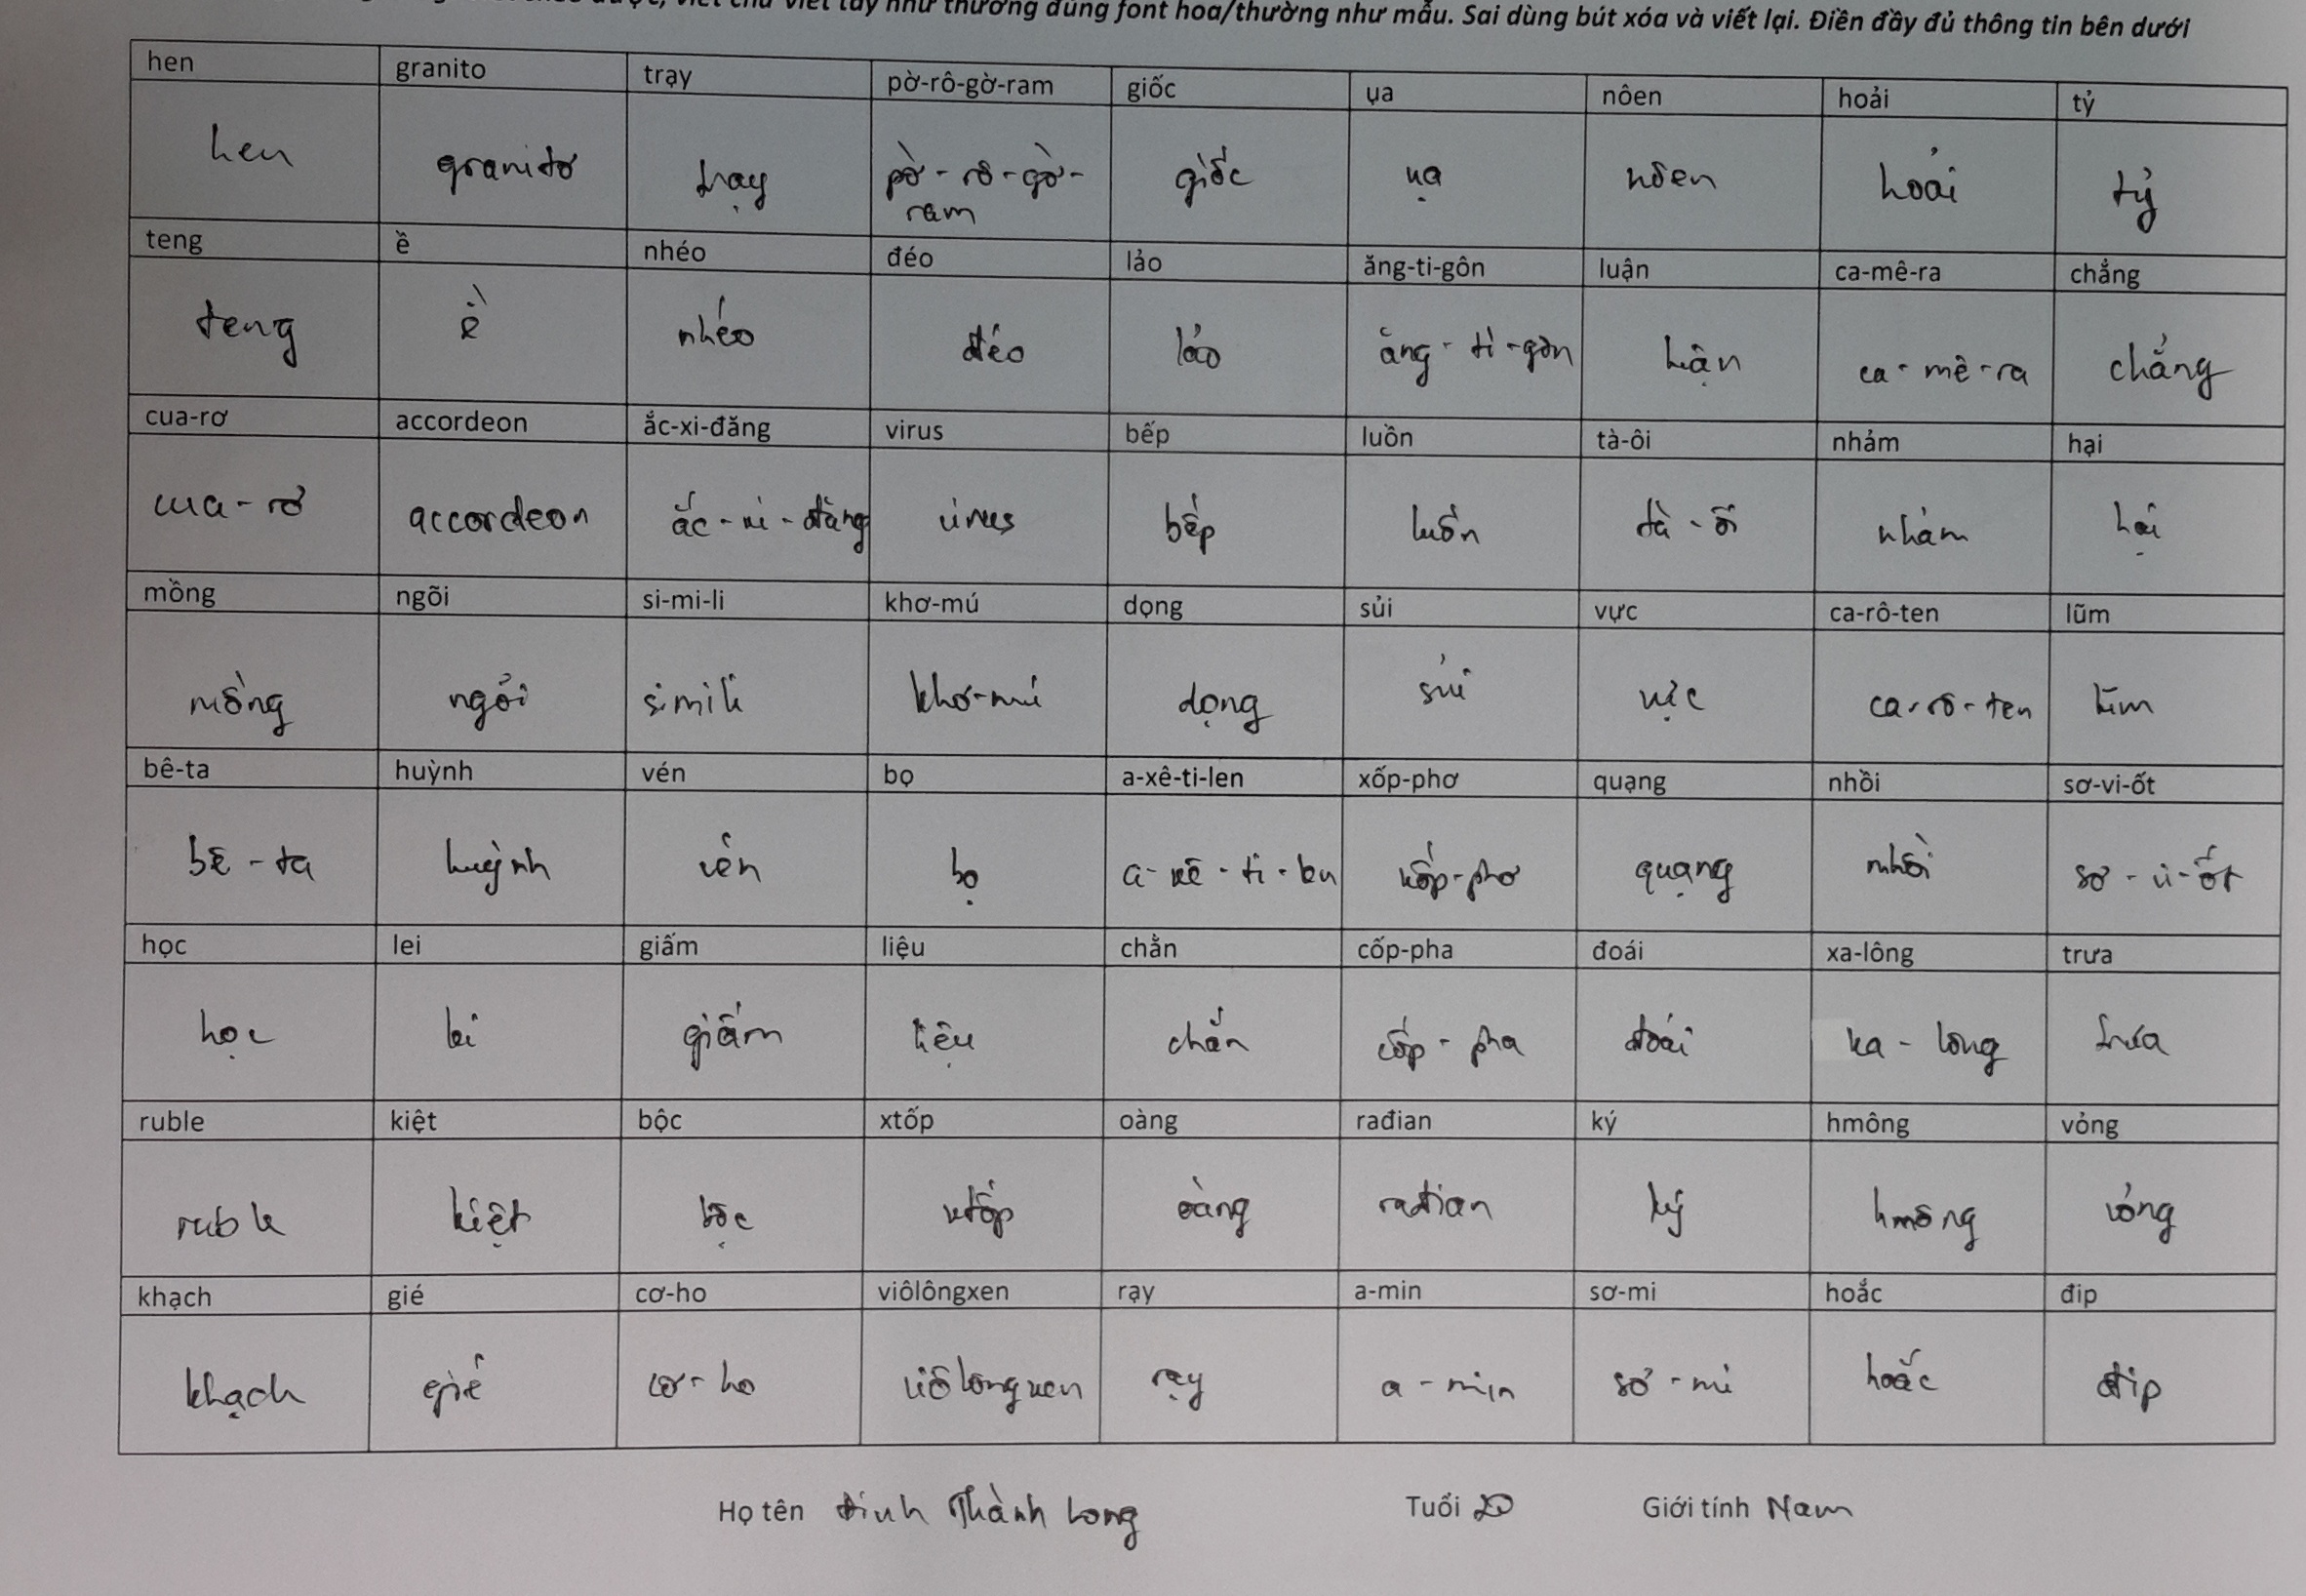 viết chữ viết tay như thường đúng font hoa/thường như mẫu. Sai dùng bút xóa và viết lại. Điền đầy đủ thông tin bên dưới
hen granito trạy pờ-rô-gờ-ram giốc ụa nôen hoải tỷ
hen granito trạy pờ-rô-gờ- giốc ụa nôen hoải tỷ
ram
teng ề nhéo đéo lảo ăng-ti-gôn luận ca-mê-ra chẳng
teng ề nhéo đéo lảo ăng-ti-gôn luận ca-mê-ra chẳng
cua-rơ accordeon ắc-xi-đăng virus bếp luồn tà-ôi nhảm hại
cua-rơ accordeon ắc-xi-đăng virus bếp luồn tà-ôi nhảm hại
mồng ngõi si-mi-li khơ-mú dọng sủi vực ca-rô-ten lũm
mồng ngõi simili khơ-mú dọng sủi vực ca-rô-ten lũm
bê-ta huỳnh vén bọ a-xê-ti-len xốp-phơ quạng nhồi sơ-vi-ốt
bê-ta huỳnh vén bọ a-xê-ti-len xốp-phơ quạng nhồi sơ-vi-ốt
học lei giấm liệu chằn cốp-pha đoái xa-lông trưa
học lei giấm liệu chằn cốp-pha đoái xa-lông trưa
ruble kiệt bộc xtốp oàng rađian ký hmông vỏng
ruble kiệt bộc xtốp oàng rađian ký hmông vỏng
khạch gié cơ-ho viôlôngxen rạy a-min sơ-mi hoắc đip
khạch gié cơ-ho viôlôngxen rạy a-min sơ-mi hoắc đip
Họ tên Đinh Thành Long Tuổi 20 Giới tính Nam